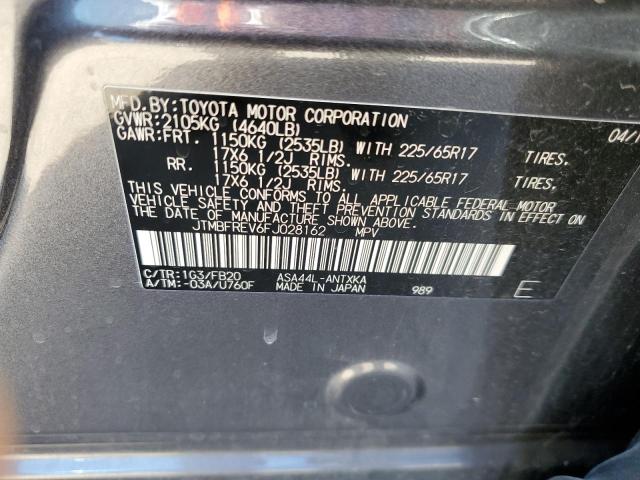 MFD. BY: TOYOTA MOTOR CORPORATION 04/1
GVWR: 2105KG (4640LB)
GAWR: FRT. 1150KG (2535LB) WITH 225/65R17 TIRES.
17X6 1/2J RIMS.
RR. 1150KG (2535LB) WITH 225/65R17 TIRES.
17X6 1/2J RIMS.
THIS VEHICLE CONFORMS TO ALL APPLICABLE FEDERAL MOTOR
VEHICLE SAFETY AND THEFT PREVENTION STANDARDS IN EFFECT ON
THE DATE OF MANUFACTURE SHOWN ABOVE.
JTMBFREV6FJ028162 MPV
C/TR: 1G3/FB20 ASA44L-ANTXKA
A/TM: -03A/U760F MADE IN JAPAN 989 E